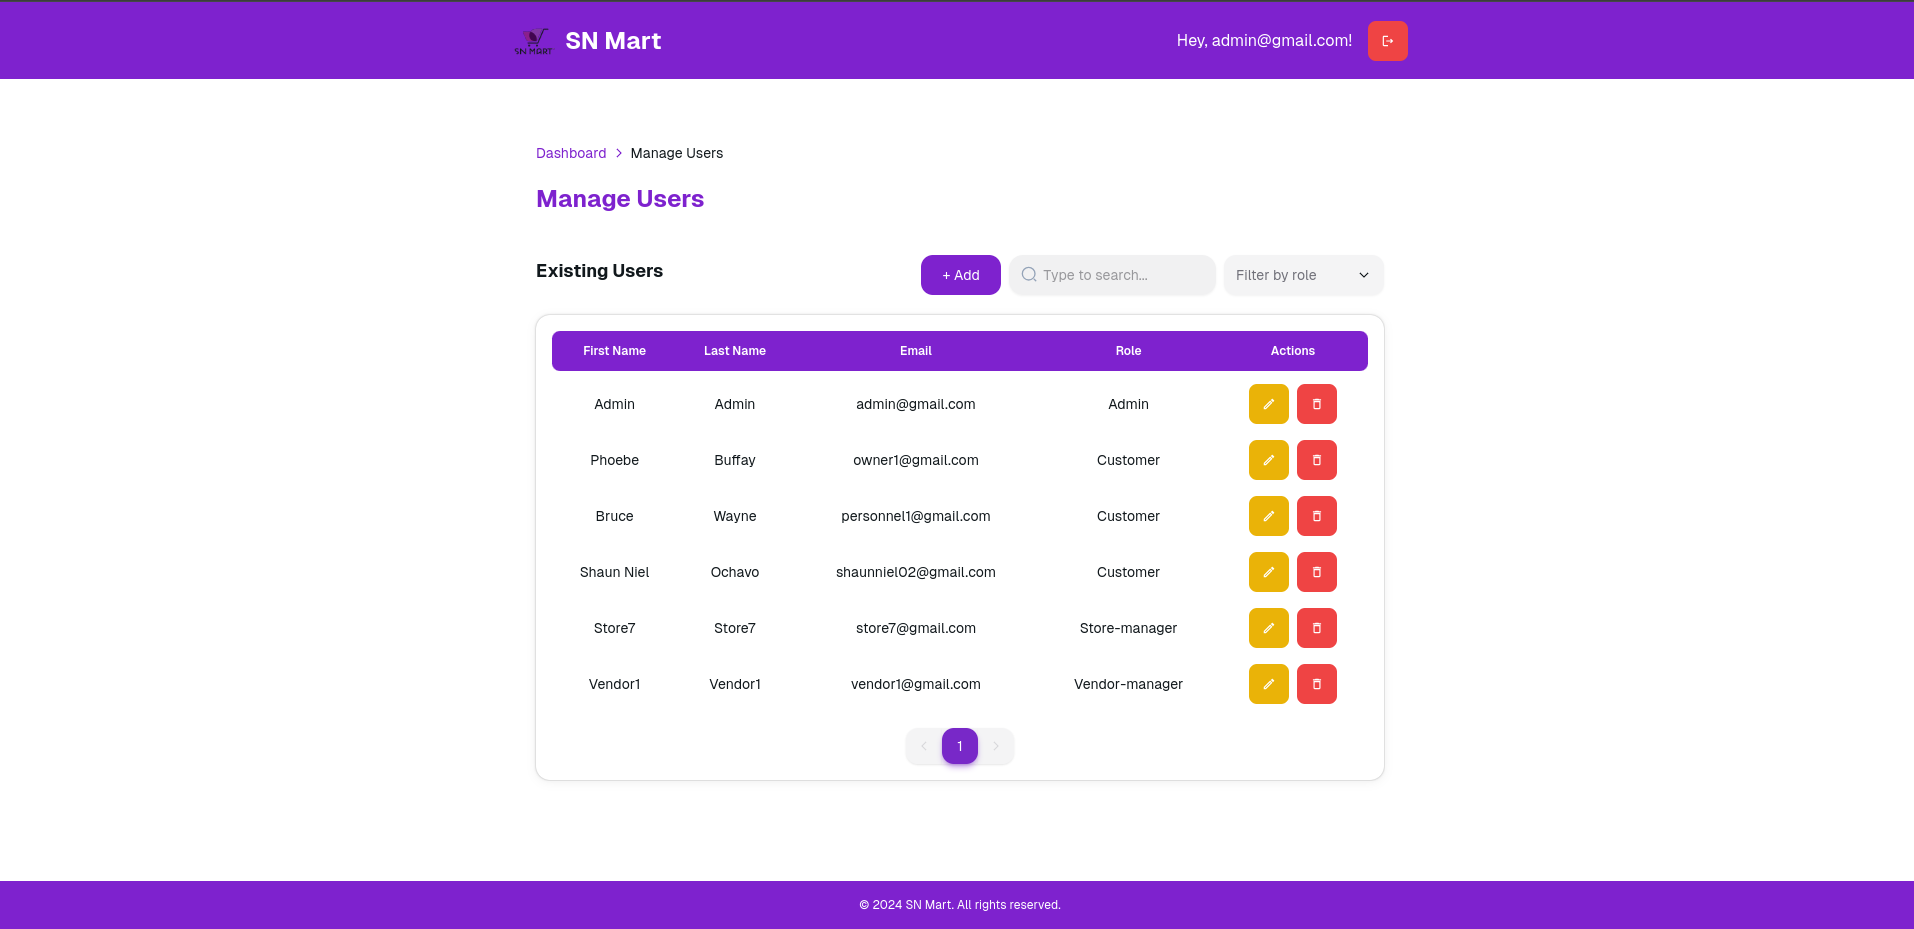 SN MART
SN Mart
Hey, admin@gmail.com!
Dashboard > Manage Users
Manage Users
Existing Users
+ Add
Type to search...
Filter by role
First Name Last Name Email Role Actions
Admin Admin admin@gmail.com Admin
Phoebe Buffay owner1@gmail.com Customer
Bruce Wayne personnel1@gmail.com Customer
Shaun Niel Ochavo shaunniel02@gmail.com Customer
Store7 Store7 store7@gmail.com Store-manager
Vendor1 Vendor1 vendor1@gmail.com Vendor-manager
1
© 2024 SN Mart. All rights reserved.